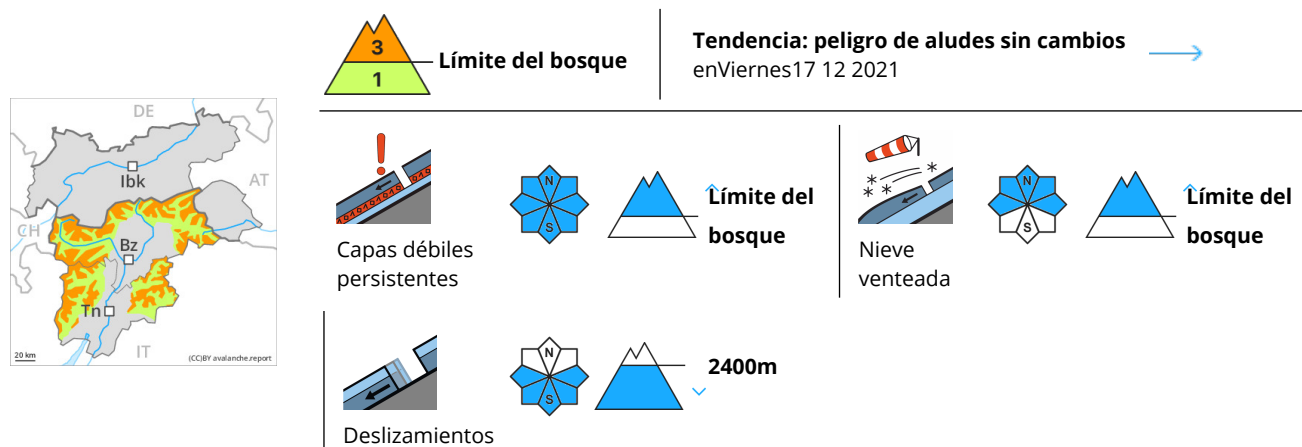 3
1
Límite del bosque
Tendencia: peligro de aludes sin cambios
enViernes17 12 2021
DE
AT
CH
IT
Ibk
Bz
Tn
20 km
(CC)BY avalanche.report
N
S
Límite del
bosque
Capas débiles
persistentes
N
S
Límite del
bosque
Nieve
venteada
N
S
2400m
Deslizamientos